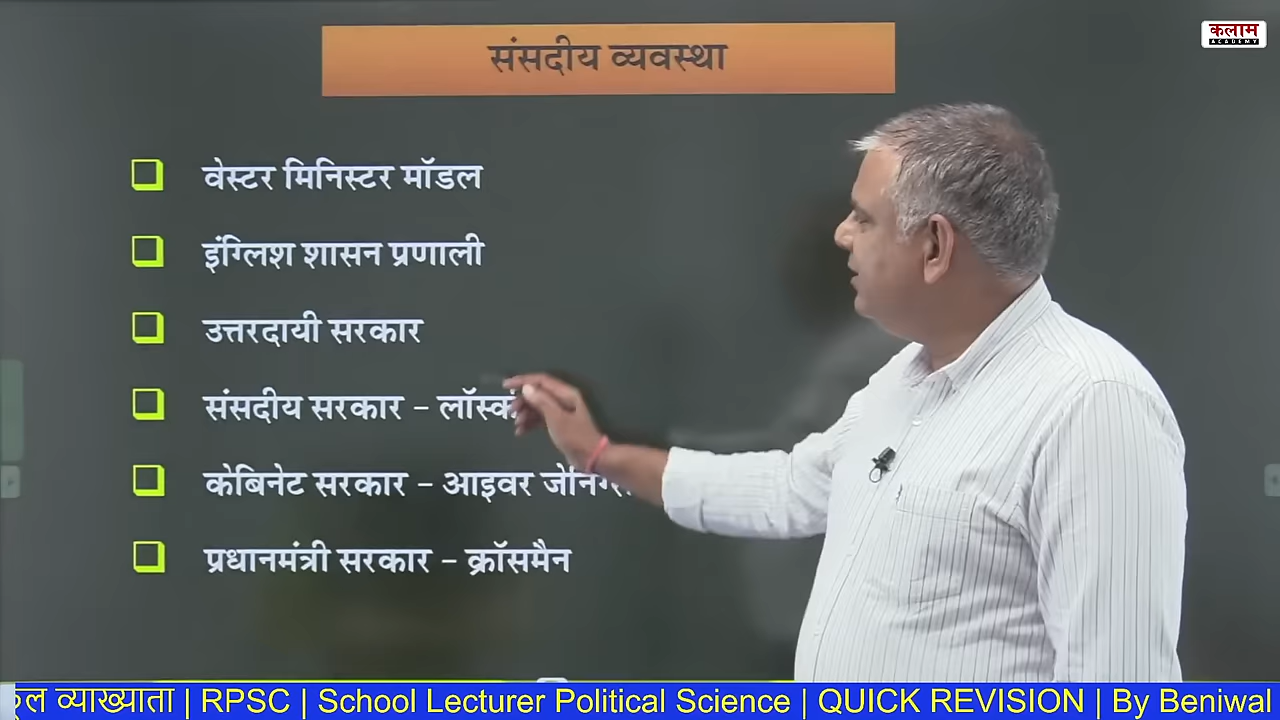 कलाम
ACADEMY
संसदीय व्यवस्था
वेस्टर मिनिस्टर मॉडल
इंग्लिश शासन प्रणाली
उत्तरदायी सरकार
संसदीय सरकार –
केबिनेट सरकार – आइवर
प्रधानमंत्री सरकार – क्रॉसमैन
व्याख्याता | RPSC | School Lecturer Political Science | QUICK REVISION | By Beniwal